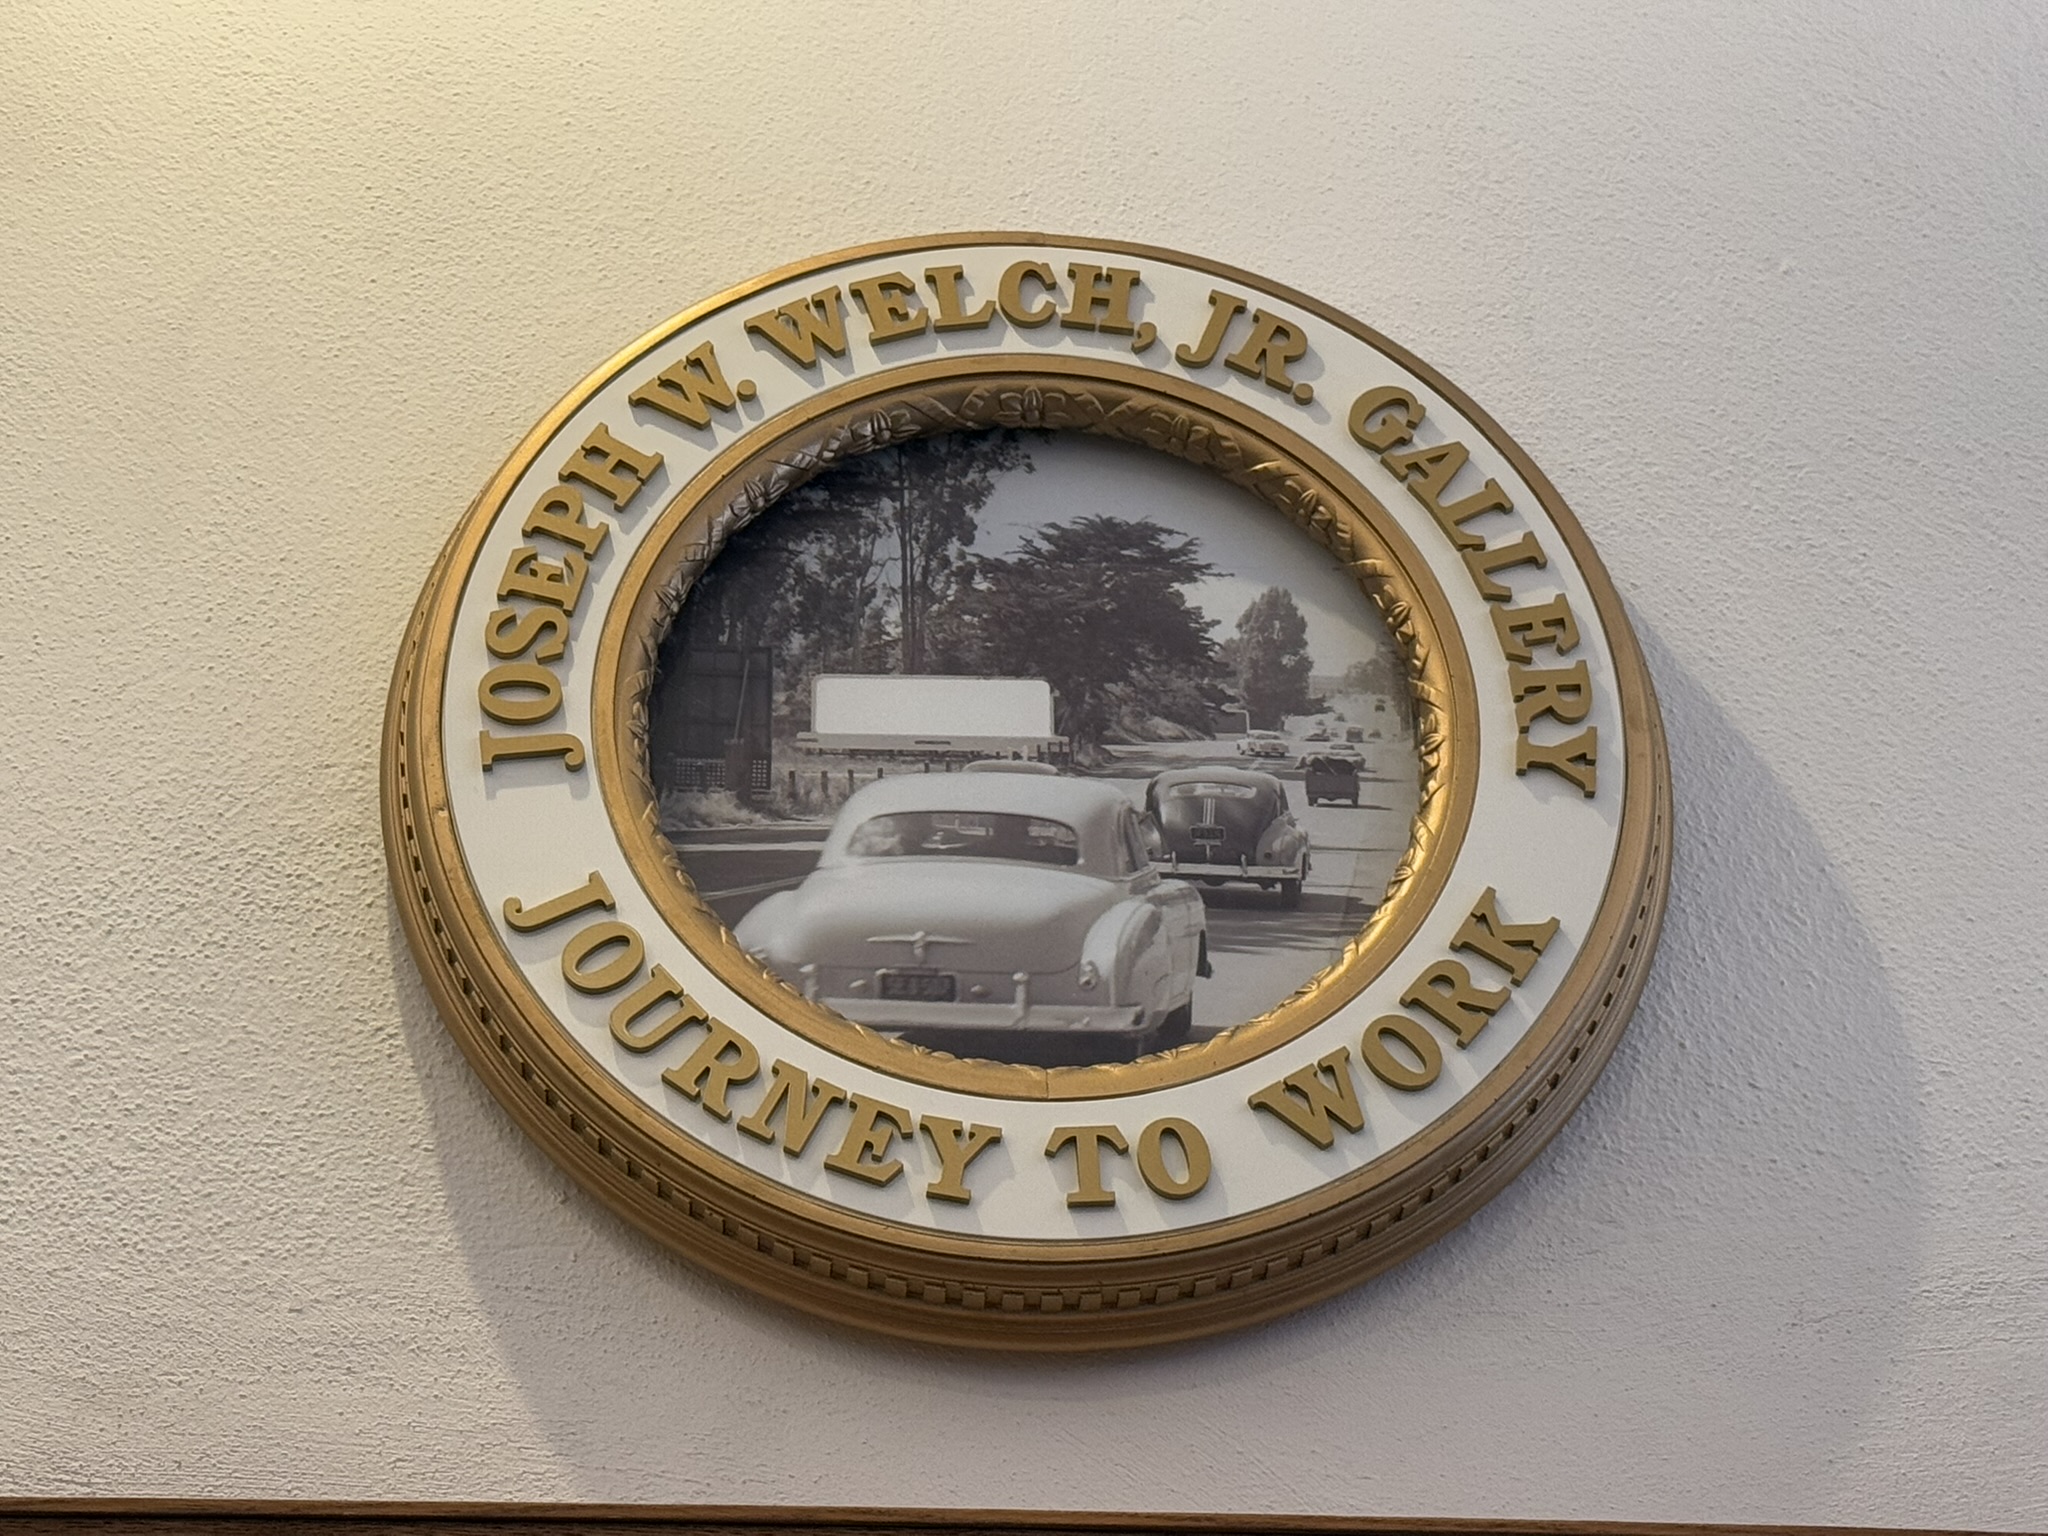 JOSEPH W. WELCH, JR. GALLERY
JOURNEY TO WORK